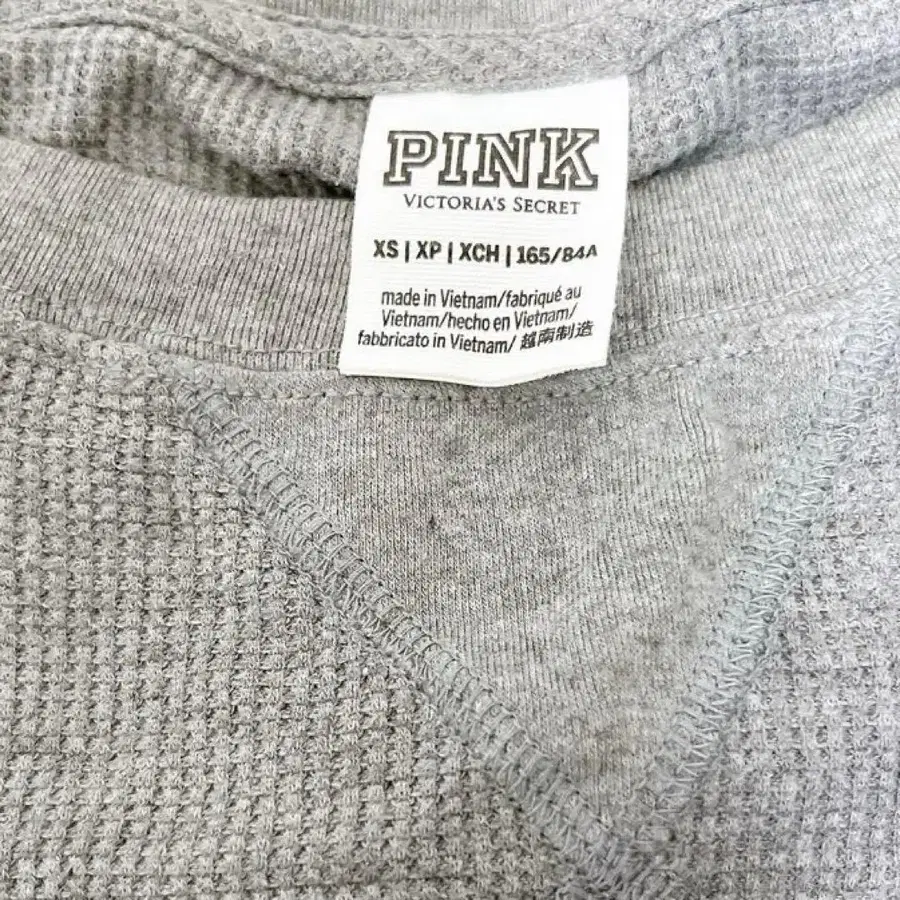 PINK
VICTORIA'S SECRET
XS | XP | XCH | 165/84A
made in Vietnam/fabriqué au
Vietnam/hecho en Vietnam/
fabbricato in Vietnam/ 越南制造